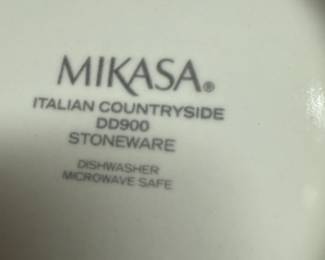 MIKASA®
ITALIAN COUNTRYSIDE
DD900
STONEWARE
DISHWASHER
MICROWAVE SAFE